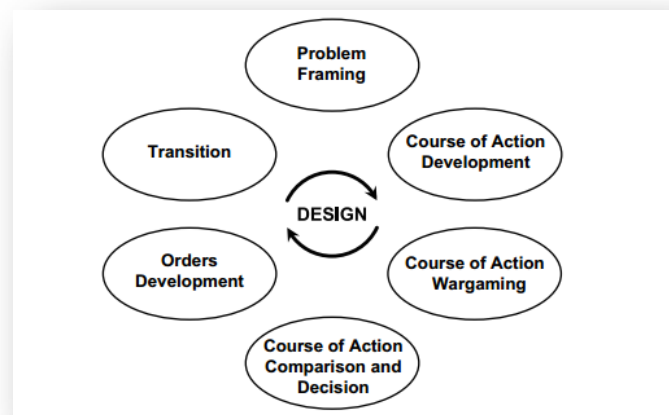 Problem
Framing
Course of Action
Development
Course of Action
Wargaming
Course of Action
Comparison and
Decision
Orders
Development
Transition
DESIGN